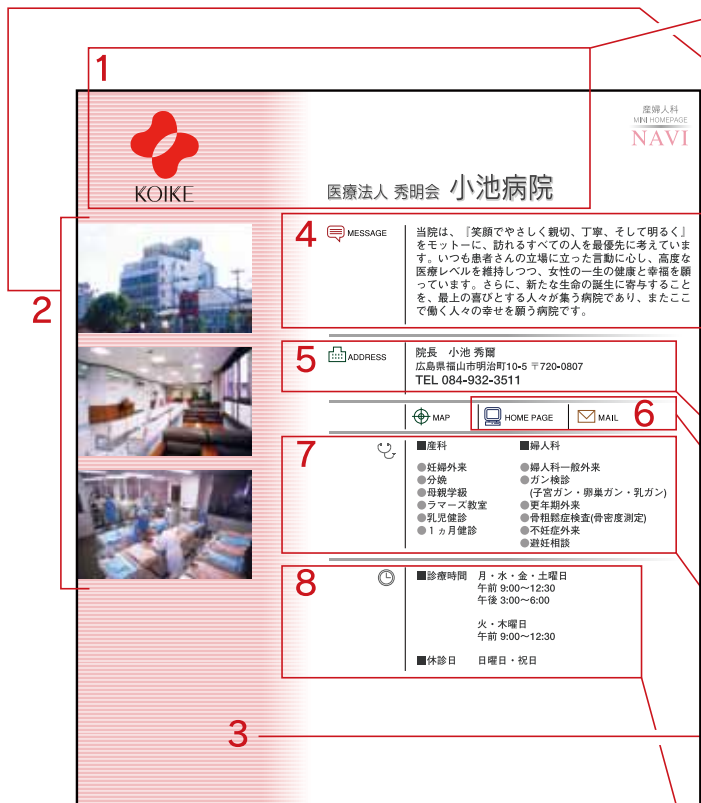 1
産婦人科
MINI HOMEPAGE
NAVI
KOIKE
医療法人 秀明会 小池病院
2
4
MESSAGE
当院は、『笑顔でやさしく親切、丁寧、そして明るく』
をモットーに、訪れるすべての人を最優先に考えていま
す。いつも患者さんの立場に立った言動に心し、高度な
医療レベルを維持しつつ、女性の一生の健康と幸福を願
っています。さらに、新たな生命の誕生に寄与すること
を、最上の喜びとする人々が集う病院であり、またここ
で働く人々の幸せを願う病院です。
5
ADDRESS
院長 小池 秀爾
広島県福山市明治町10-5 〒720-0807
TEL 084-932-3511
MAP
6
HOME PAGE
MAIL
7
■産科
●妊婦外来
●分娩
●母親学級
●ラマーズ教室
●乳児健診
●1ヵ月健診
■婦人科
●婦人科一般外来
●ガン検診
(子宮ガン・卵巣ガン・乳ガン)
●更年期外来
●骨粗鬆症検査(骨密度測定)
●不妊症外来
●避妊相談
8
■診療時間 月・水・金・土曜日
午前 9:00〜12:30
午後 3:00〜6:00
火・木曜日
午前 9:00〜12:30
■休診日 日曜日・祝日
3